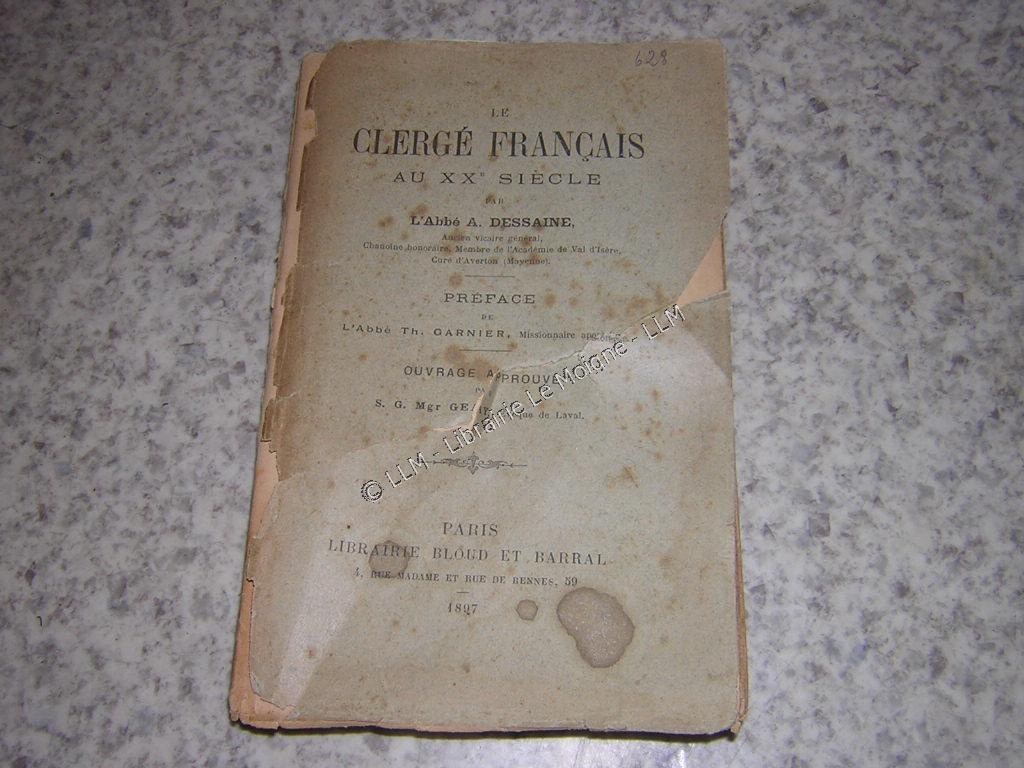 628
LE
CLERGÉ FRANÇAIS
AU XXᵉ SIÈCLE
PAR
L'Abbé A. DESSAINE,
Ancien vicaire général,
Chanoine honoraire, Membre de l'Académie de Val d'Isère,
Curé d'Averton (Mayenne).
PRÉFACE
DE
L'Abbé Th. GARNIER, Missionnaire
OUVRAGE APPROUV
PA
S. G. Mgr de Laval.
© LLM - Librairie Le Moigne - LLM
PARIS
LIBRAIRIE BLOUD ET BARRAL
4, RUE MADAME ET RUE DE RENNES, 59
1897